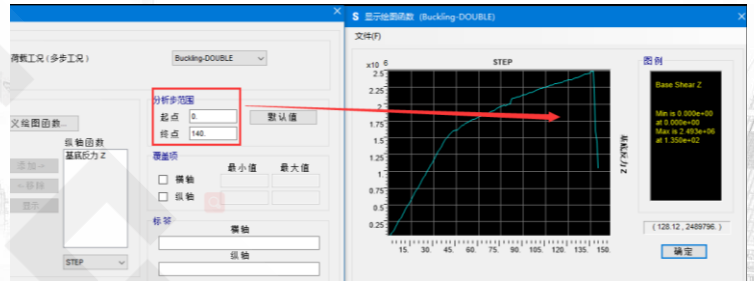 荷载工况 (多步工况)
Buckling-DOUBLE
义绘图函数...
纵轴函数
基底反力 Z
添加->
<-移除
显示
STEP
分析步范围
起点 0.
终点 140.
默认值
覆盖项
最小值 最大值
横轴
纵轴
标签
横轴
纵轴
S 显示绘图函数 (Buckling-DOUBLE)
文件(F)
x10 6
STEP
2.5
2.25
2.
1.75
1.5
1.25
1.
0.75
0.5
0.25
15. 30. 45. 60. 75. 90. 105. 120. 135. 150.
基底反力 Z
图例
Base Shear Z
Min is 0.000e+00
at 0.000e+00
Max is 2.493e+06
at 1.350e+02
( 128.12 , 2489796. )
确定